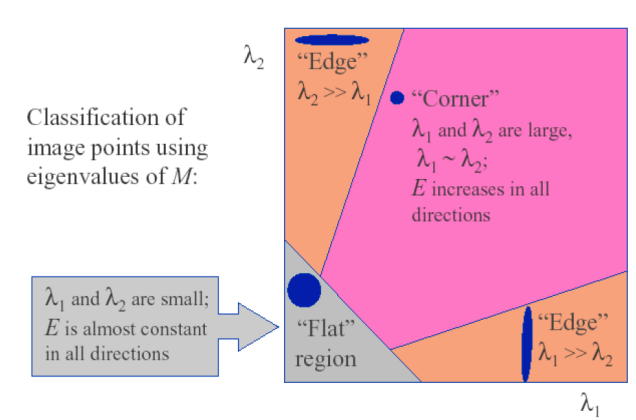 Classification of
image points using
eigenvalues of M:
λ₂
“Edge”
λ₂ >> λ₁
“Corner”
λ₁ and λ₂ are large,
λ₁ ~ λ₂;
E increases in all
directions
λ₁ and λ₂ are small;
E is almost constant
in all directions
“Flat”
region
“Edge”
λ₁ >> λ₂
λ₁